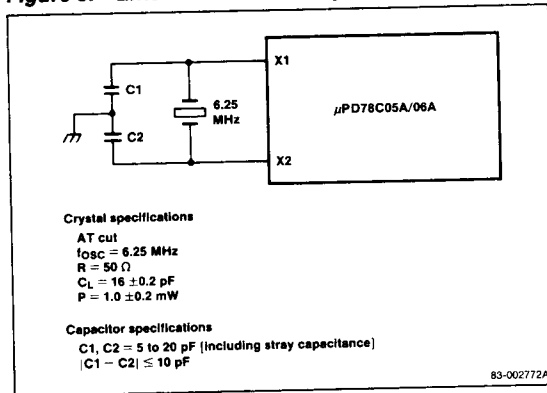 Figure
C1
C2
6.25
MHz
X1
X2
μPD78C05A/06A
Crystal specifications
AT cut
fOSC = 6.25 MHz
R = 50 Ω
CL = 16 ±0.2 pF
P = 1.0 ±0.2 mW
Capacitor specifications
C1, C2 = 5 to 20 pF [including stray capacitance]
|C1 − C2| ≤ 10 pF
83-002772A